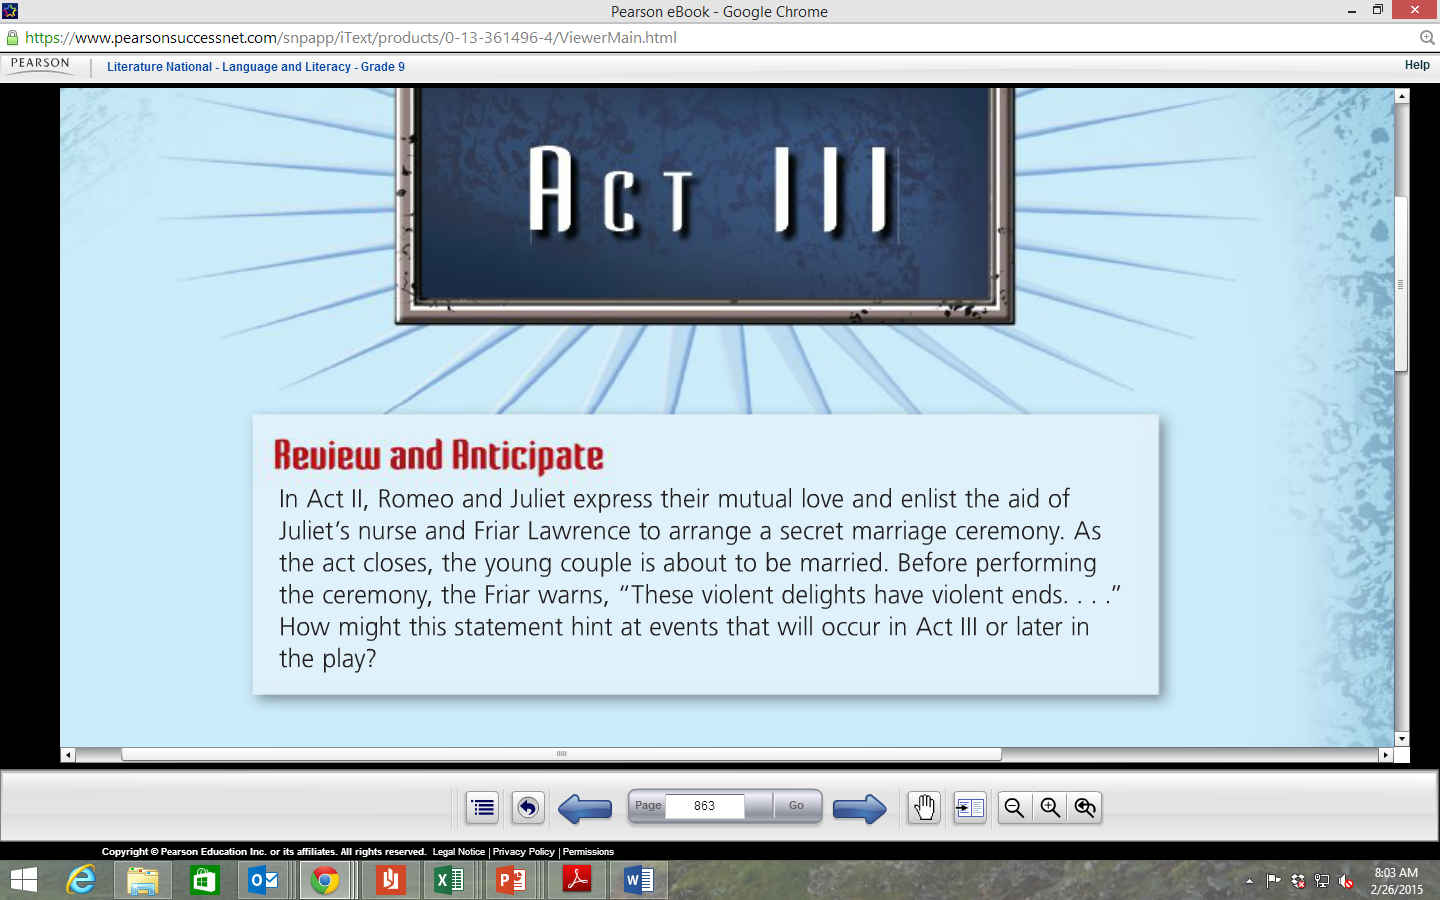 Pearson eBook - Google Chrome
https://www.pearsonsuccessnet.com/snpapp/iText/products/0-13-361496-4/ViewerMain.html
PEARSON
Literature National - Language and Literacy - Grade 9
Help
ACT III
Review and Anticipate
In Act II, Romeo and Juliet express their mutual love and enlist the aid of
Juliet’s nurse and Friar Lawrence to arrange a secret marriage ceremony. As
the act closes, the young couple is about to be married. Before performing
the ceremony, the Friar warns, “These violent delights have violent ends. . . .”
How might this statement hint at events that will occur in Act III or later in
the play?
Page 863 Go
Copyright © Pearson Education Inc. or its affiliates. All rights reserved. Legal Notice | Privacy Policy | Permissions
8:03 AM
2/26/2015